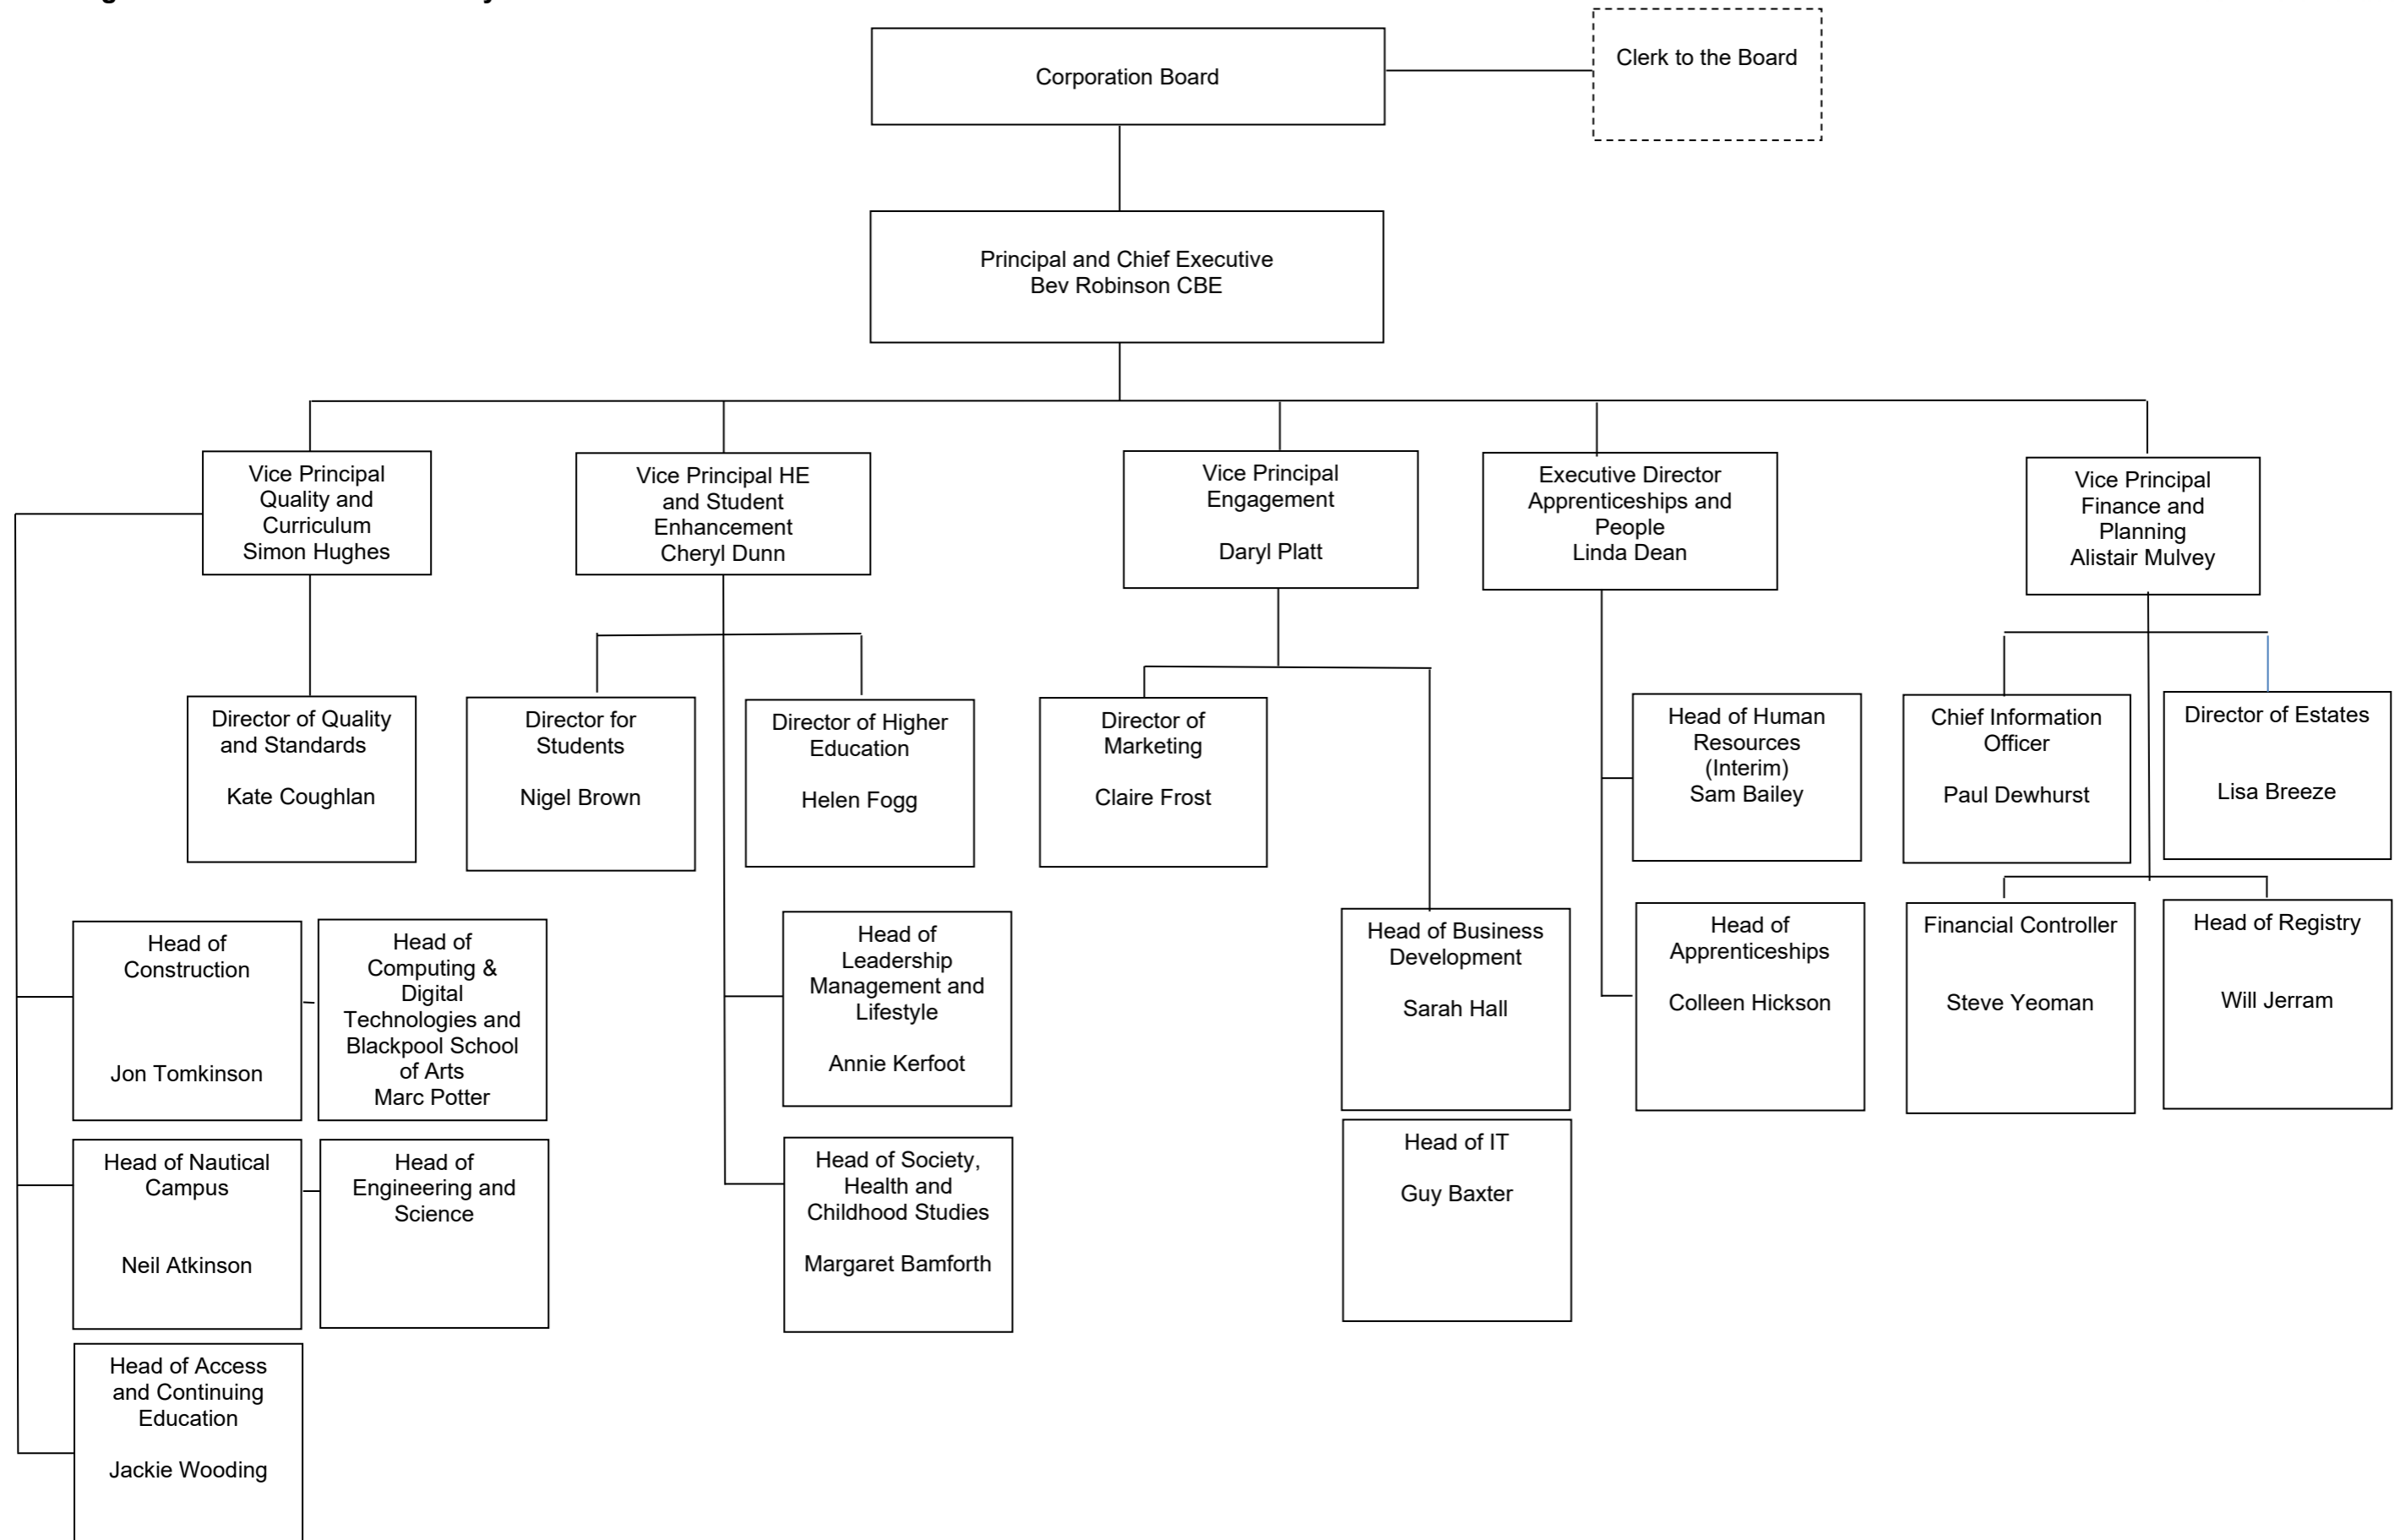 Corporation Board
Clerk to the Board
Principal and Chief Executive
Bev Robinson CBE
Vice Principal
Quality and
Curriculum
Simon Hughes
Vice Principal HE
and Student
Enhancement
Cheryl Dunn
Vice Principal
Engagement
Daryl Platt
Executive Director
Apprenticeships and
People
Linda Dean
Vice Principal
Finance and
Planning
Alistair Mulvey
Director of Quality
and Standards
Kate Coughlan
Director for
Students
Nigel Brown
Director of Higher
Education
Helen Fogg
Director of
Marketing
Claire Frost
Head of Human
Resources
(Interim)
Sam Bailey
Chief Information
Officer
Paul Dewhurst
Director of Estates
Lisa Breeze
Head of
Construction
Jon Tomkinson
Head of
Computing &
Digital
Technologies and
Blackpool School
of Arts
Marc Potter
Head of
Leadership
Management and
Lifestyle
Annie Kerfoot
Head of Business
Development
Sarah Hall
Head of
Apprenticeships
Colleen Hickson
Financial Controller
Steve Yeoman
Head of Registry
Will Jerram
Head of Nautical
Campus
Neil Atkinson
Head of
Engineering and
Science
Head of Society,
Health and
Childhood Studies
Margaret Bamforth
Head of IT
Guy Baxter
Head of Access
and Continuing
Education
Jackie Wooding